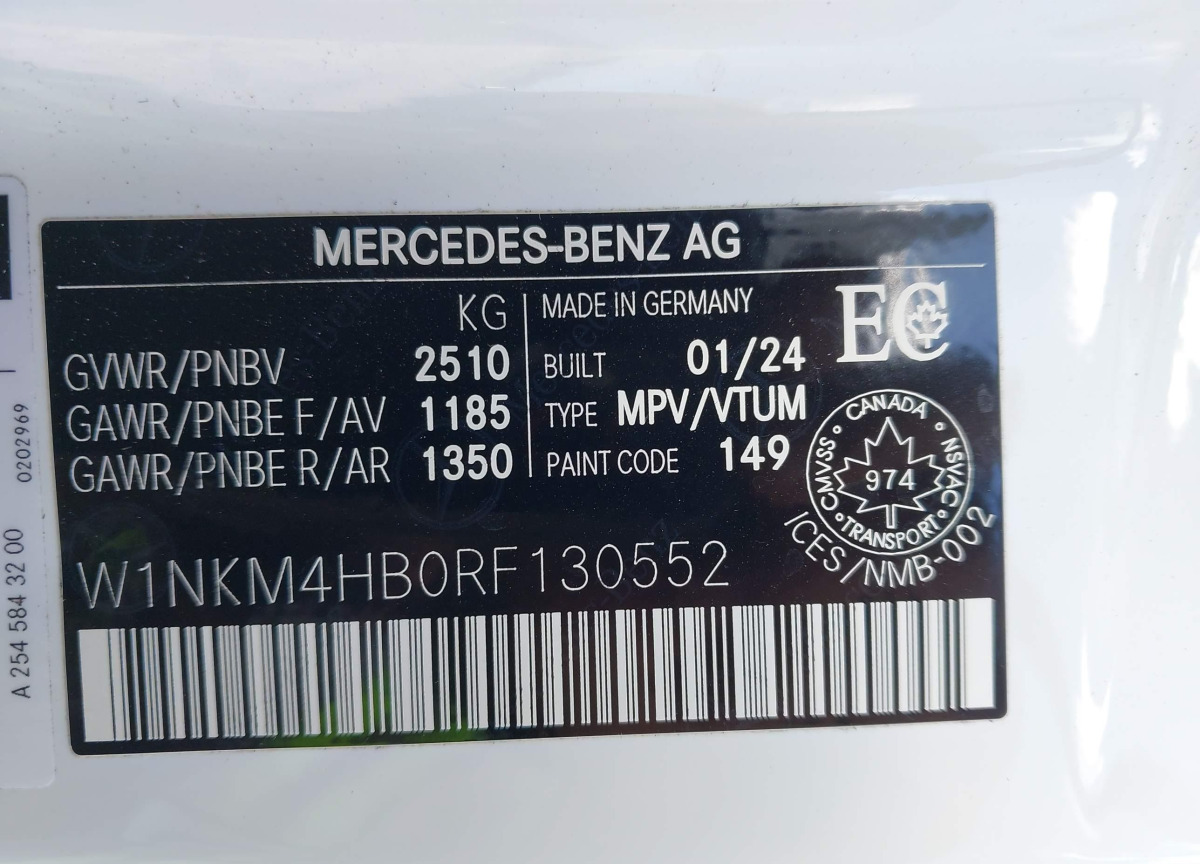 MERCEDES-BENZ AG
KG
GVWR/PNBV 2510
GAWR/PNBE F/AV 1185
GAWR/PNBE R/AR 1350
MADE IN GERMANY
BUILT 01/24
TYPE MPV/VTUM
PAINT CODE 149
EC
CANADA
CMVSS
NSVAC
974
TRANSPORT
ICES/NMB-002
W1NKM4HB0RF130552
A 254 584 32 00
0202969